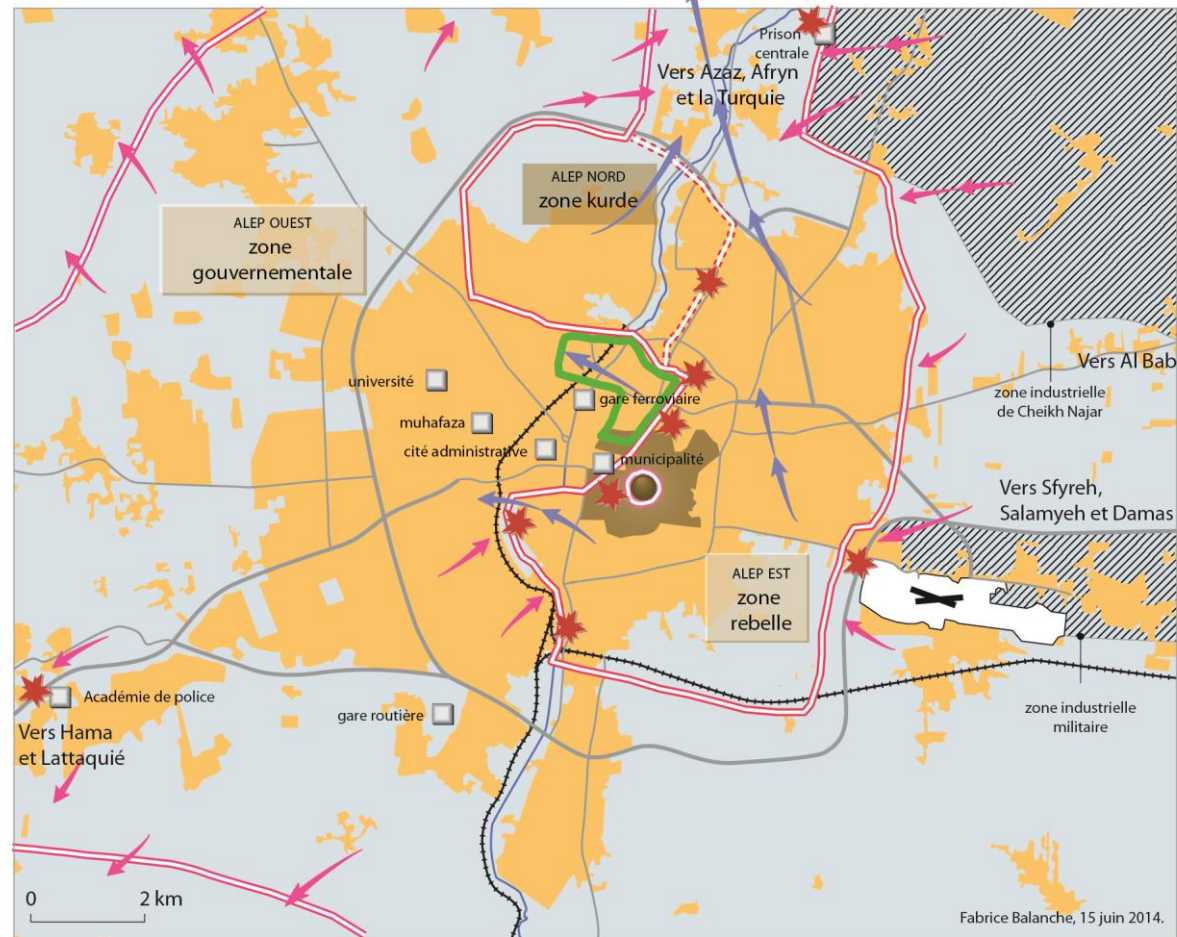 Prison
centrale
Vers Azaz, Afryn
et la Turquie
ALEP NORD
zone kurde
ALEP OUEST
zone
gouvernementale
Vers Al Bab
zone industrielle
de Cheikh Najar
université
gare ferroviaire
muhafaza
cité administrative
municipalité
Vers Sfyreh,
Salamyeh et Damas
ALEP EST
zone
rebelle
Académie de police
gare routière
zone industrielle
militaire
Vers Hama
et Lattaquié
0 2 km
Fabrice Balanche, 15 juin 2014.